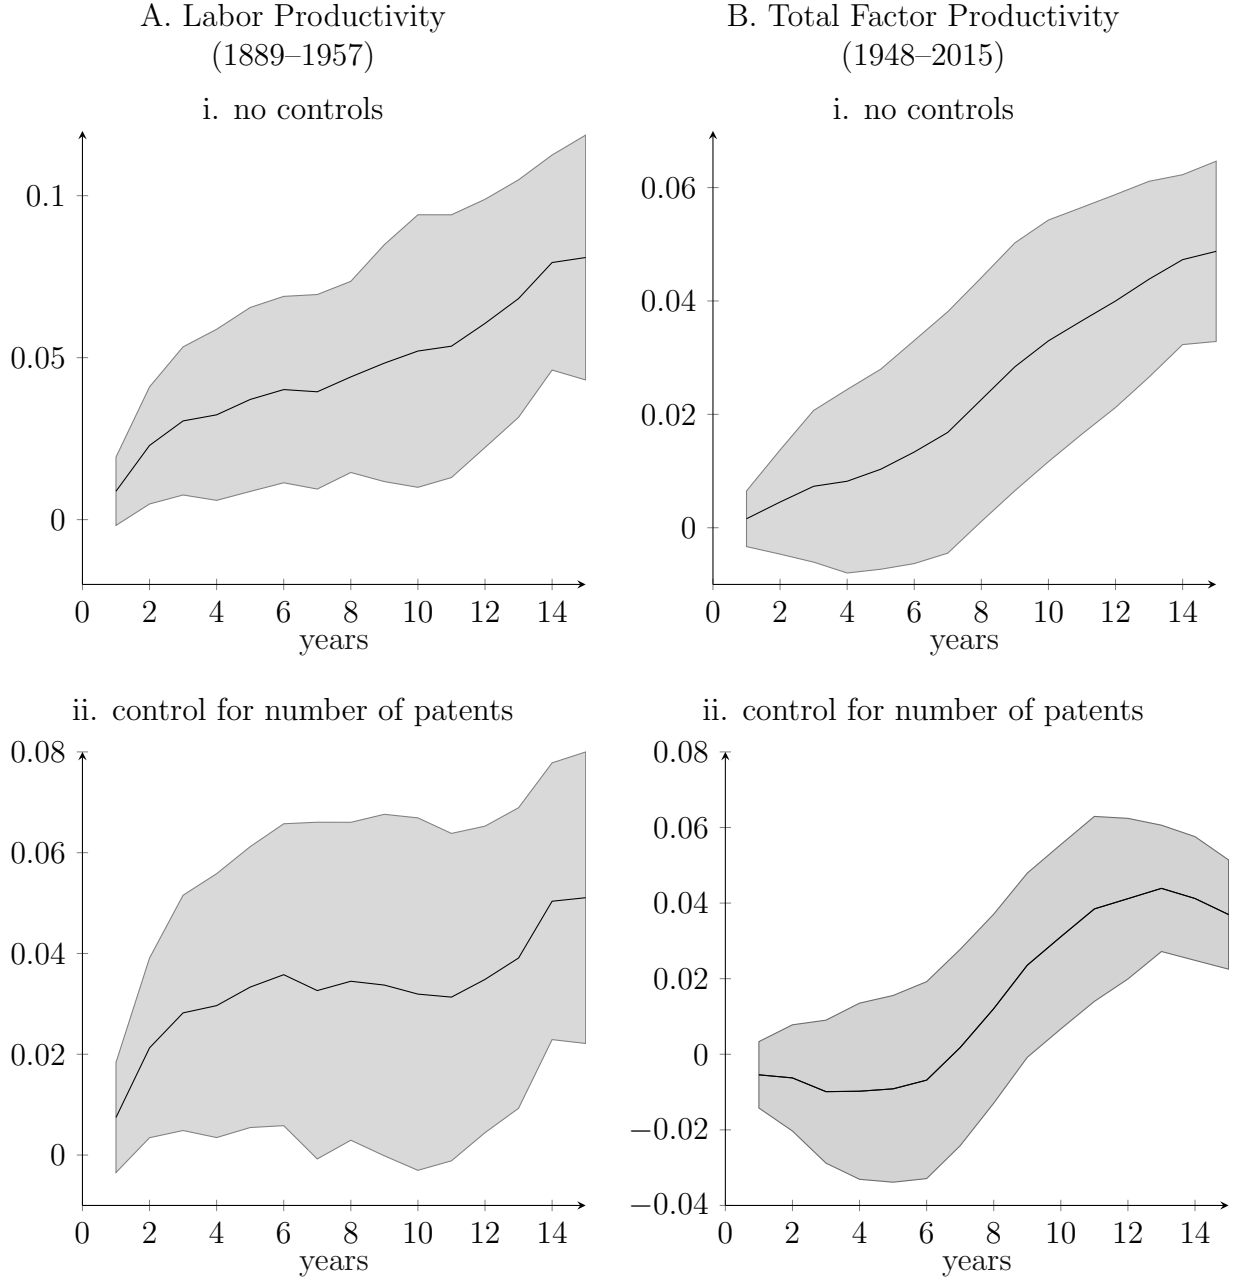 A. Labor Productivity
(1889–1957)
i. no controls
0.1
0.05
0
0 2 4 6 8 10 12 14
years
B. Total Factor Productivity
(1948–2015)
i. no controls
0.06
0.04
0.02
0
0 2 4 6 8 10 12 14
years
ii. control for number of patents
0.08
0.06
0.04
0.02
0
0 2 4 6 8 10 12 14
years
ii. control for number of patents
0.08
0.06
0.04
0.02
0
−0.02
−0.04
0 2 4 6 8 10 12 14
years